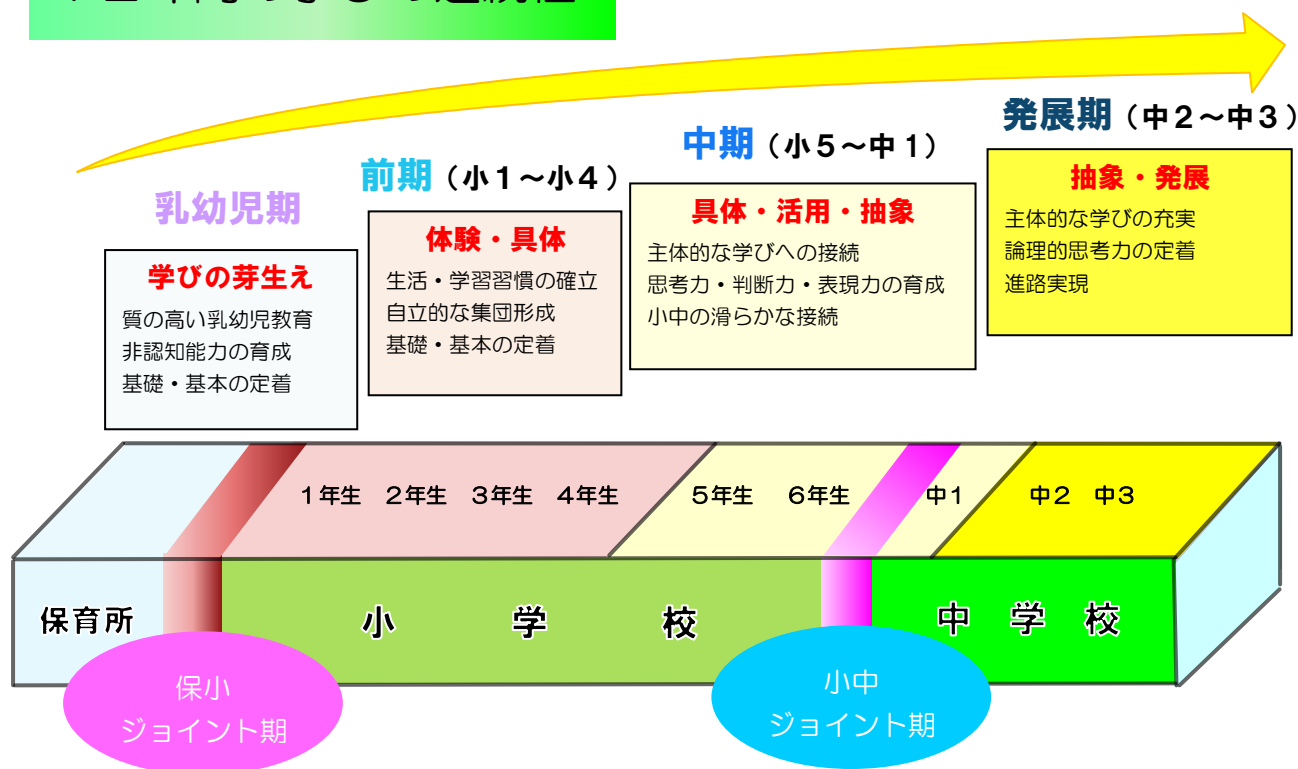 乳幼児期
学びの芽生え
質の高い乳幼児教育
非認知能力の育成
基礎・基本の定着
前期（小１～小４）
体験・具体
生活・学習習慣の確立
自立的な集団形成
基礎・基本の定着
中期（小５～中１）
具体・活用・抽象
主体的な学びへの接続
思考力・判断力・表現力の育成
小中の滑らかな接続
発展期（中２～中３）
抽象・発展
主体的な学びの充実
論理的思考力の定着
進路実現
１年生 ２年生 ３年生 ４年生 ５年生 ６年生 中１ 中２ 中３
保育所 小学校 中学校
保小
ジョイント期
小中
ジョイント期